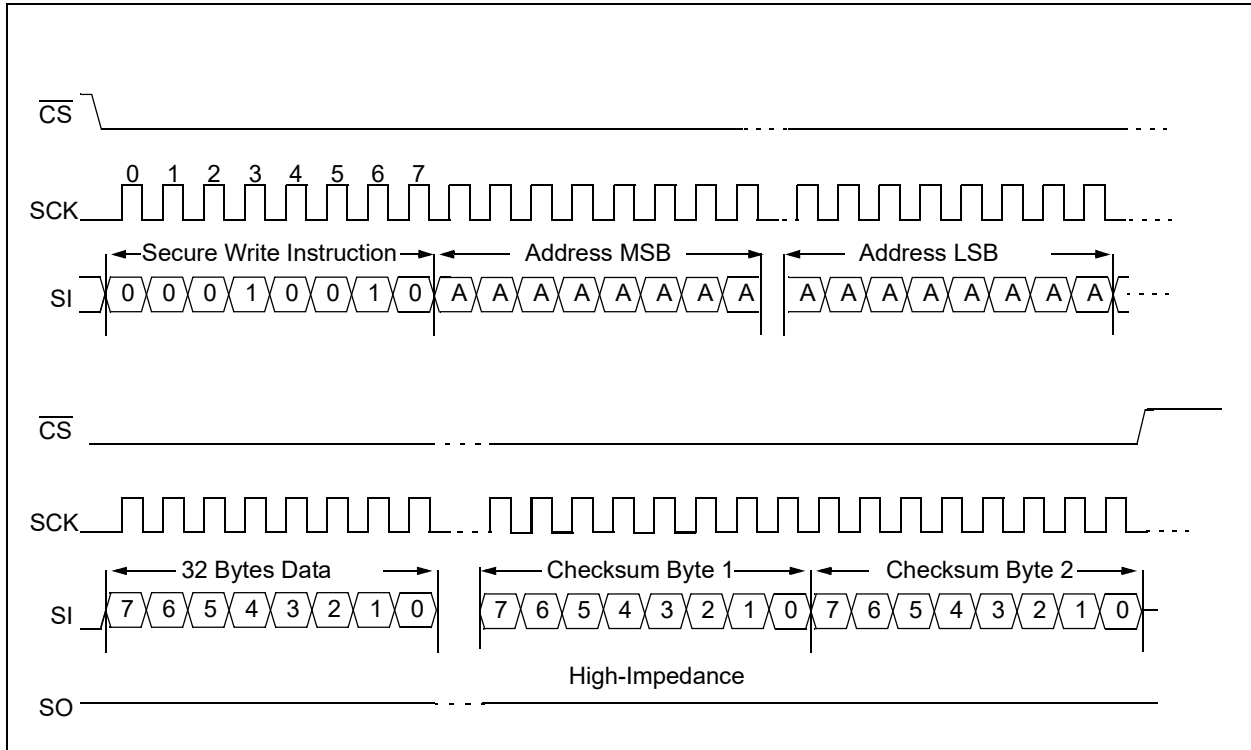 CS
0 1 2 3 4 5 6 7
SCK
Secure Write Instruction Address MSB Address LSB
SI 0 0 0 1 0 0 1 0 A A A A A A A A A A A A A A A A
CS
SCK
32 Bytes Data Checksum Byte 1 Checksum Byte 2
SI 7 6 5 4 3 2 1 0 7 6 5 4 3 2 1 0 7 6 5 4 3 2 1 0
High-Impedance
SO